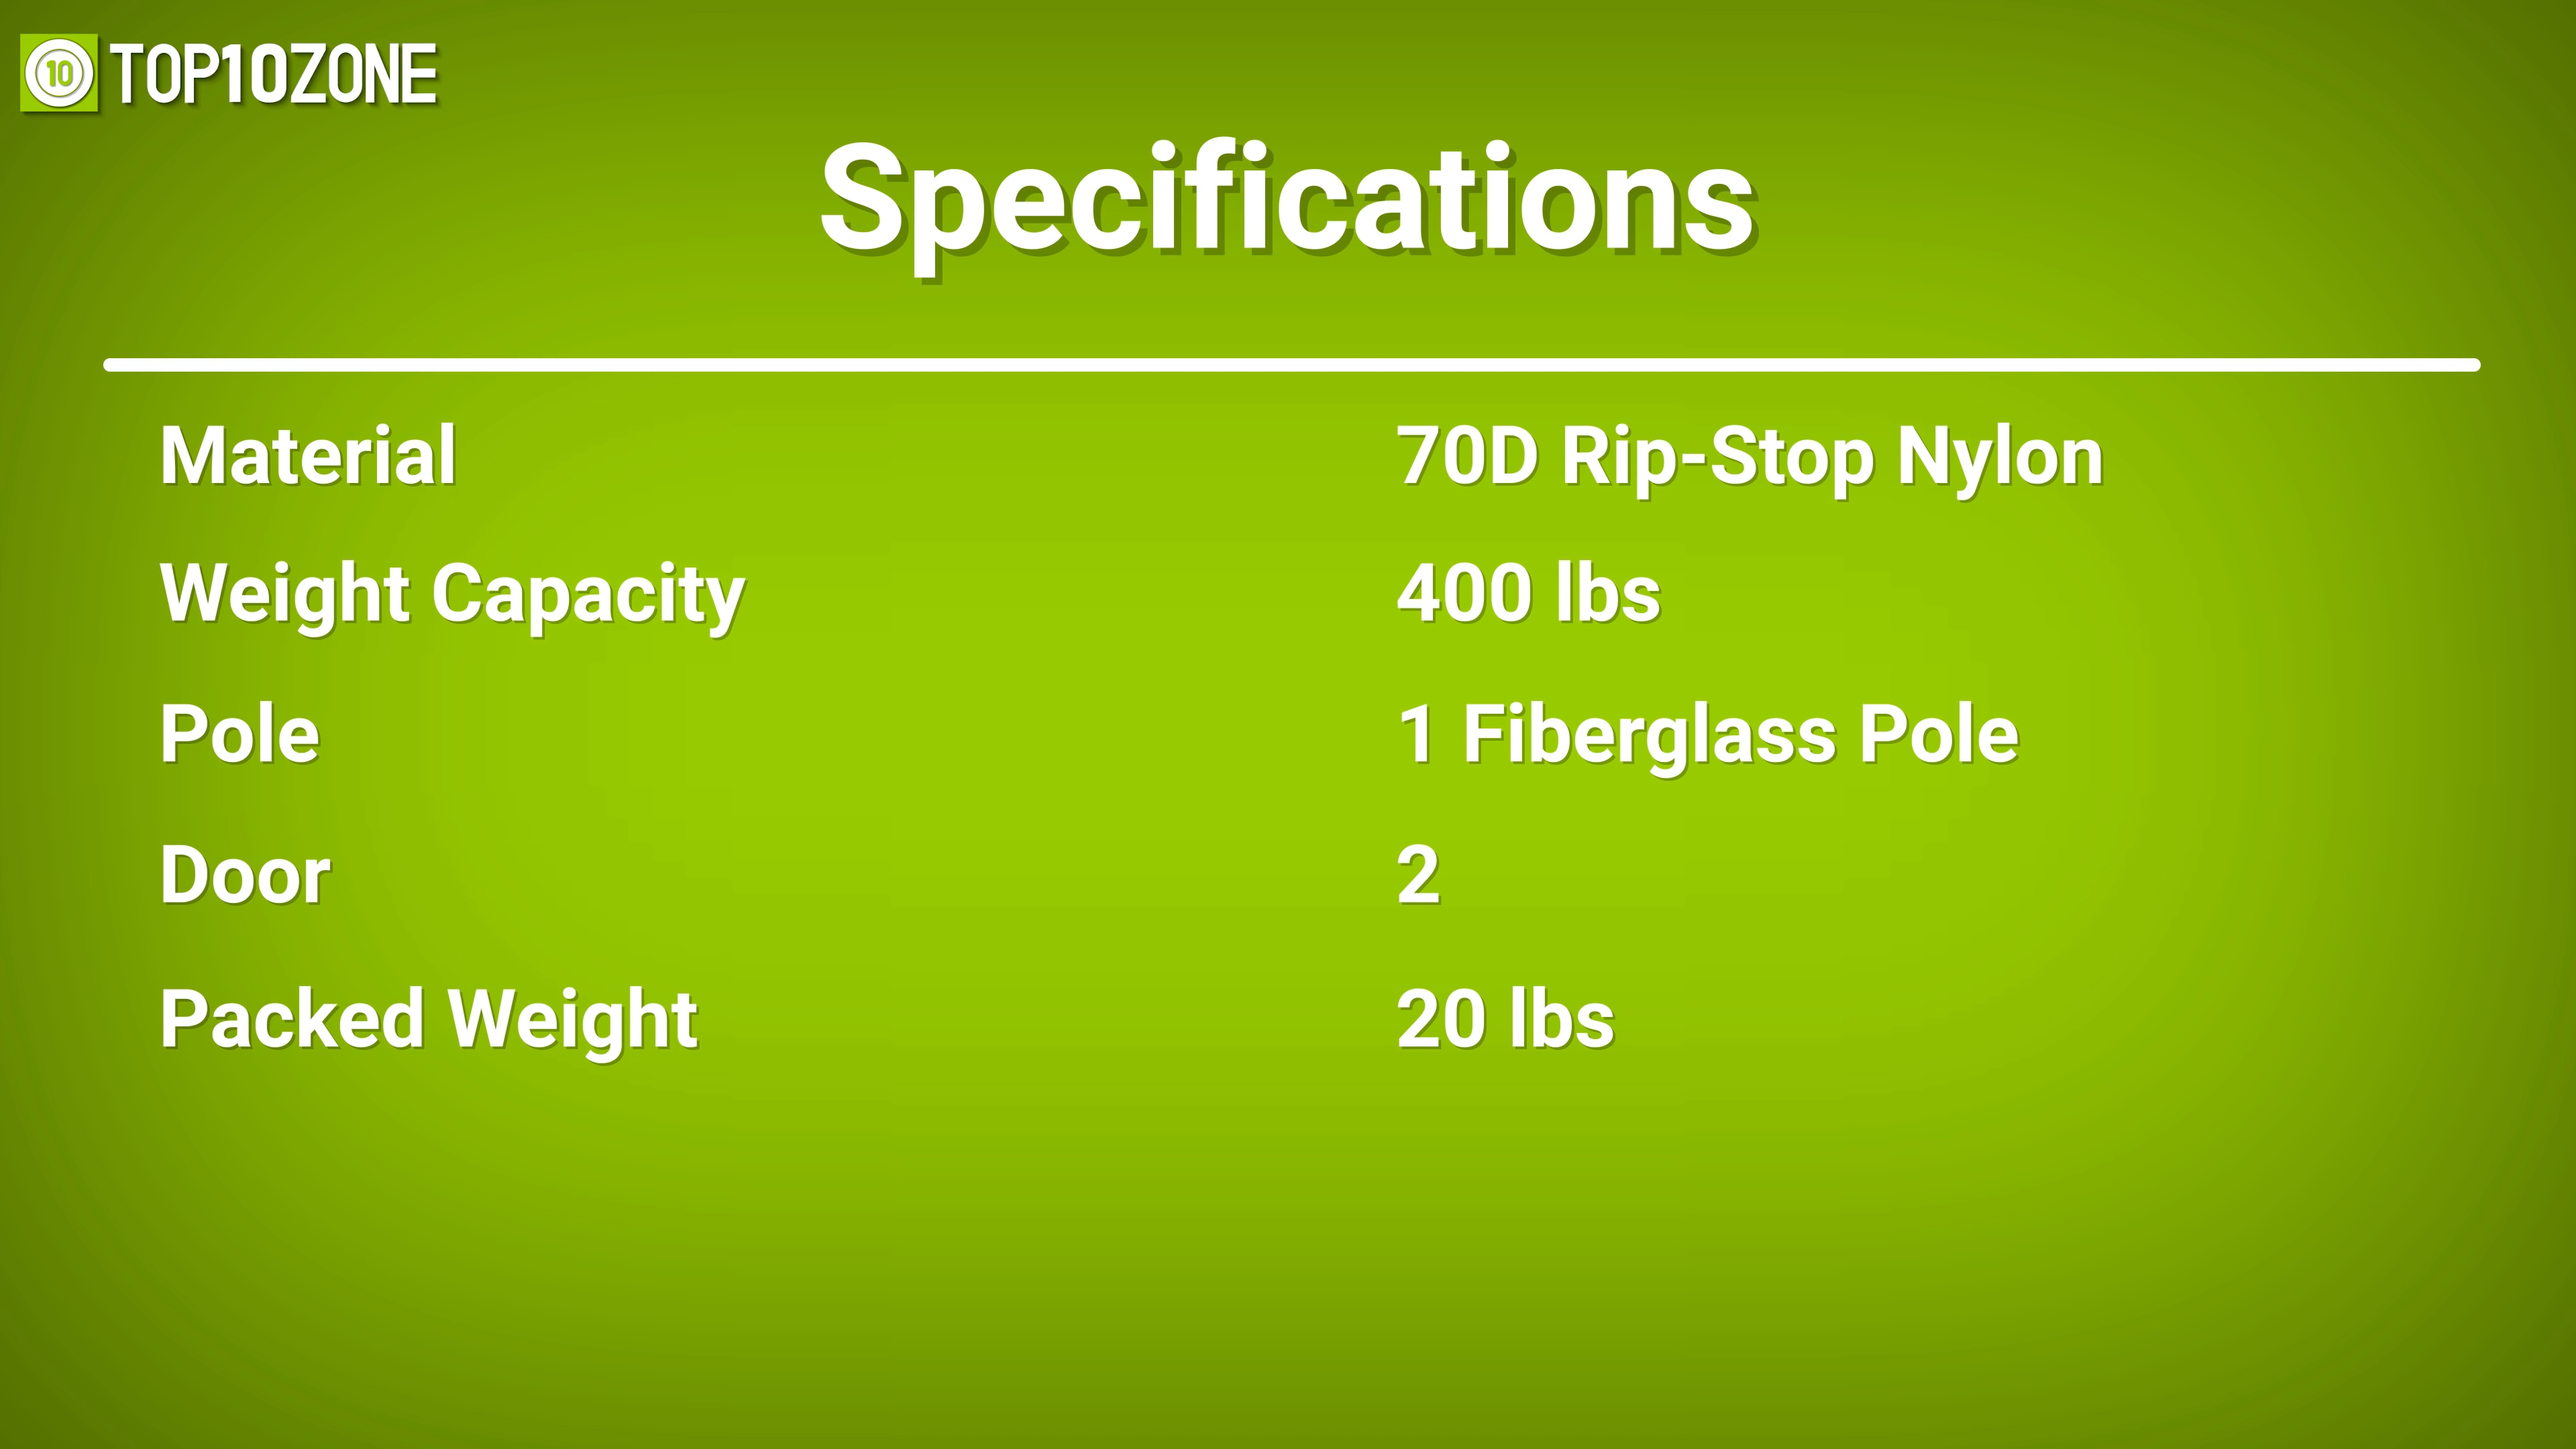 10 TOP10ZONE
Specifications
Material 70D Rip-Stop Nylon
Weight Capacity 400 lbs
Pole 1 Fiberglass Pole
Door 2
Packed Weight 20 lbs